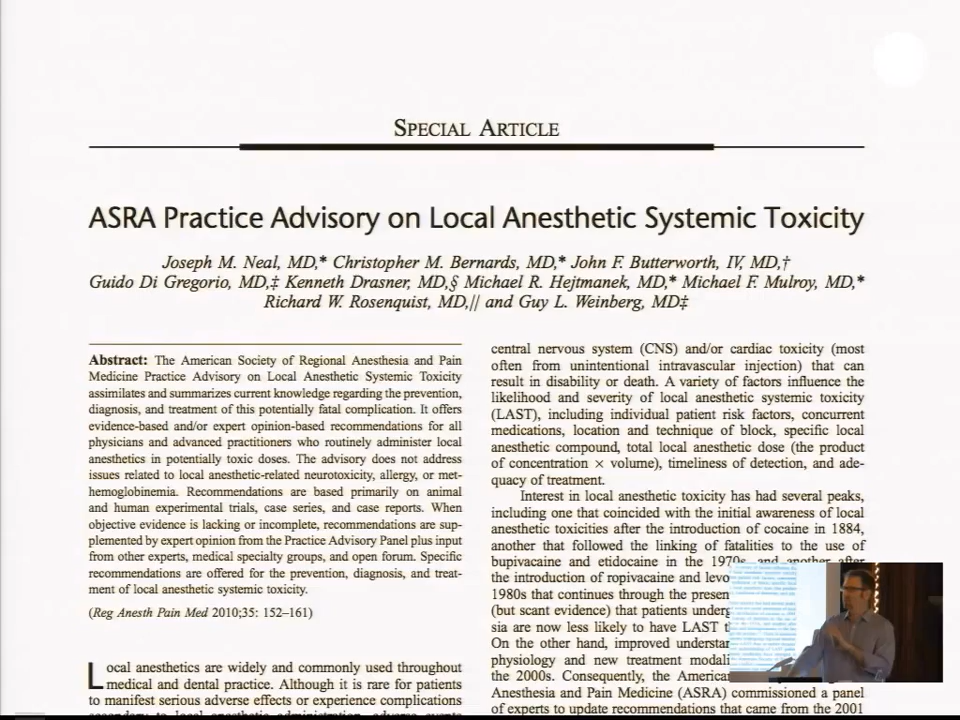 SPECIAL ARTICLE
ASRA Practice Advisory on Local Anesthetic Systemic Toxicity
Joseph M. Neal, MD,* Christopher M. Bernards, MD,* John F. Butterworth, IV, MD,†
Guido Di Gregorio, MD,‡ Kenneth Drasner, MD,§ Michael R. Hejtmanek, MD,* Michael F. Mulroy, MD,*
Richard W. Rosenquist, MD,|| and Guy L. Weinberg, MD‡
Abstract: The American Society of Regional Anesthesia and Pain
Medicine Practice Advisory on Local Anesthetic Systemic Toxicity
assimilates and summarizes current knowledge regarding the prevention,
diagnosis, and treatment of this potentially fatal complication. It offers
evidence-based and/or expert opinion-based recommendations for all
physicians and advanced practitioners who routinely administer local
anesthetics in potentially toxic doses. The advisory does not address
issues related to local anesthetic-related neurotoxicity, allergy, or met-
hemoglobinemia. Recommendations are based primarily on animal
and human experimental trials, case series, and case reports. When
objective evidence is lacking or incomplete, recommendations are sup-
plemented by expert opinion from the Practice Advisory Panel plus input
from other experts, medical specialty groups, and open forum. Specific
recommendations are offered for the prevention, diagnosis, and treat-
ment of local anesthetic systemic toxicity.
(Reg Anesth Pain Med 2010;35: 152–161)
Local anesthetics are widely and commonly used throughout
medical and dental practice. Although it is rare for patients
to manifest serious adverse effects or experience complications
secondary to local anesthetic administration, adverse events
central nervous system (CNS) and/or cardiac toxicity (most
often from unintentional intravascular injection) that can
result in disability or death. A variety of factors influence the
likelihood and severity of local anesthetic systemic toxicity
(LAST), including individual patient risk factors, concurrent
medications, location and technique of block, specific local
anesthetic compound, total local anesthetic dose (the product
of concentration × volume), timeliness of detection, and ade-
quacy of treatment.
Interest in local anesthetic toxicity has had several peaks,
including one that coincided with the initial awareness of local
anesthetic toxicities after the introduction of cocaine in 1884,
another that followed the linking of fatalities to the use of
bupivacaine and etidocaine in the 1970s, and another after
the introduction of ropivacaine and levo
1980s that continues through the presen
(but scant evidence) that patients underg
sia are now less likely to have LAST t
On the other hand, improved understan
physiology and new treatment modali
the 2000s. Consequently, the America
Anesthesia and Pain Medicine (ASRA) commissioned a panel
of experts to update recommendations that came from the 2001